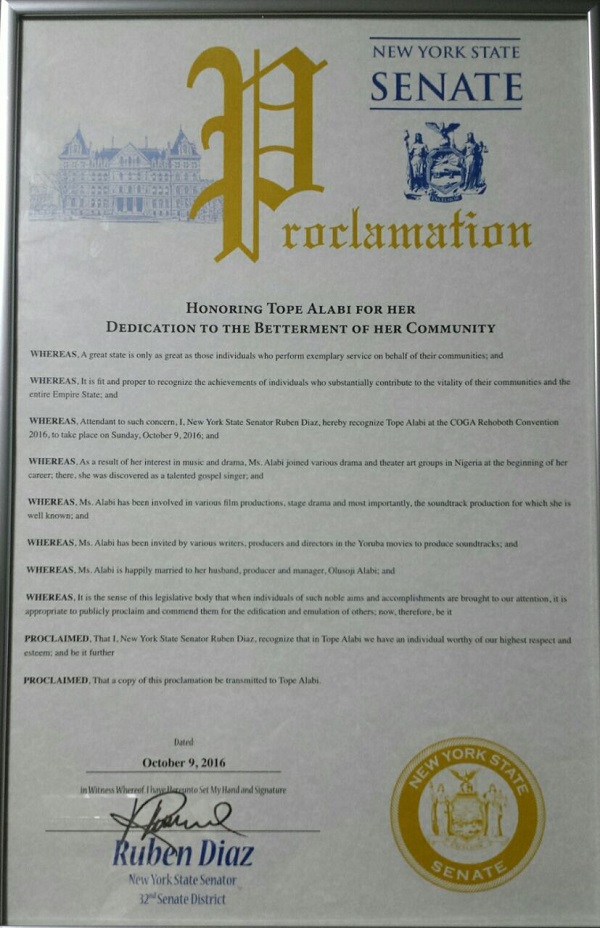 NEW YORK STATE
SENATE
EXCELSIOR
Proclamation
HONORING TOPE ALABI FOR HER
DEDICATION TO THE BETTERMENT OF HER COMMUNITY
WHEREAS, A great state is only as great as those individuals who perform exemplary service on behalf of their communities; and
WHEREAS, It is fit and proper to recognize the achievements of individuals who substantially contribute to the vitality of their communities and the
entire Empire State; and
WHEREAS, Attendant to such concern, I, New York State Senator Ruben Diaz, hereby recognize Tope Alabi at the COGA Rehoboth Convention
2016, to take place on Sunday, October 9, 2016; and
WHEREAS, As a result of her interest in music and drama, Ms. Alabi joined various drama and theater art groups in Nigeria at the beginning of her
career; there, she was discovered as a talented gospel singer; and
WHEREAS, Ms. Alabi has been involved in various film productions, stage drama and most importantly, the soundtrack production for which she is
well known; and
WHEREAS, Ms. Alabi has been invited by various writers, producers and directors in the Yoruba movies to produce soundtracks; and
WHEREAS, Ms. Alabi is happily married to her husband, producer and manager, Olusoji Alabi; and
WHEREAS, It is the sense of this legislative body that when individuals of such noble aims and accomplishments are brought to our attention, it is
appropriate to publicly proclaim and commend them for the edification and emulation of others; now, therefore, be it
PROCLAIMED, That I, New York State Senator Ruben Diaz, recognize that in Tope Alabi we have an individual worthy of our highest respect and
esteem; and be it further
PROCLAIMED, That a copy of this proclamation be transmitted to Tope Alabi.
Dated
October 9, 2016
in Witness Whereof I have Hereunto Set My Hand and Signature
Ruben Diaz
New York State Senator
32nd Senate District
NEW YORK STATE
SENATE